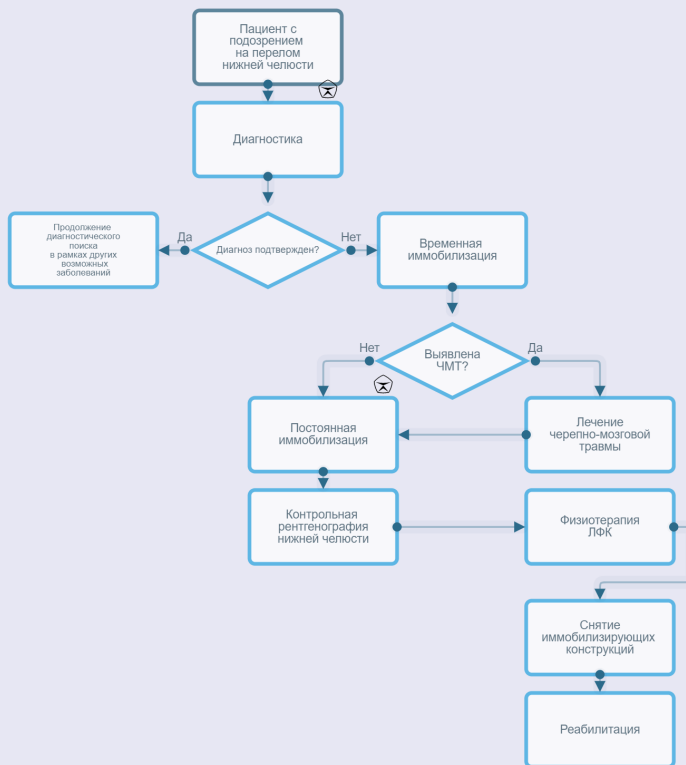 Пациент с
подозрением
на перелом
нижней челюсти
Диагностика
Продолжение
диагностического
поиска
в рамках других
возможных
заболеваний
Да
Диагноз подтвержден?
Нет
Временная
иммобилизация
Нет
Выявлена
ЧМТ?
Да
Постоянная
иммобилизация
Лечение
черепно-мозговой
травмы
Контрольная
рентгенография
нижней челюсти
Физиотерапия
ЛФК
Снятие
иммобилизирующих
конструкций
Реабилитация